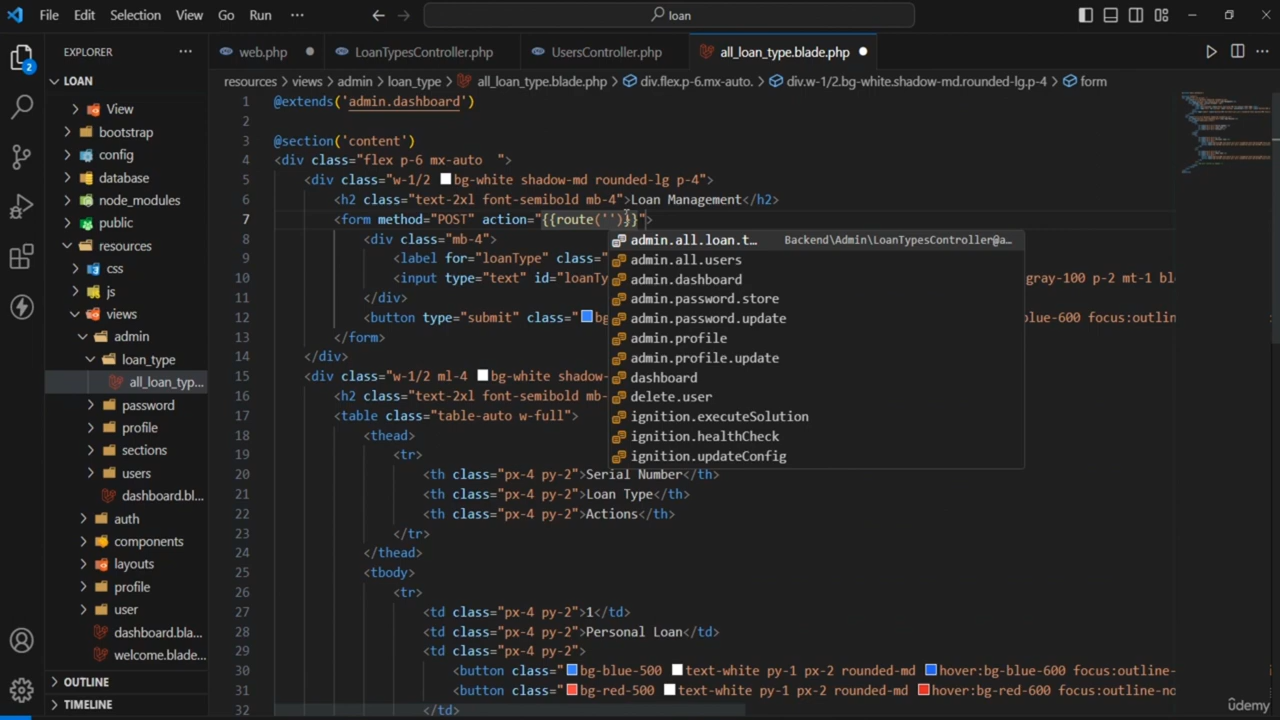 File Edit Selection View Go Run ··· loan
EXPLORER ···
web.php LoanTypesController.php UsersController.php all_loan_type.blade.php
LOAN
resources > views > admin > loan_type > all_loan_type.blade.php > div.flex.p-6.mx-auto. > div.w-1/2.bg-white.shadow-md.rounded-lg.p-4 > form
View
bootstrap
config
database
node_modules
public
resources
css
js
views
admin
loan_type
all_loan_typ...
password
profile
sections
users
dashboard.bl...
auth
components
layouts
profile
user
dashboard.bla...
welcome.blade...
OUTLINE
TIMELINE
2
1 @extends('admin.dashboard')
2
3 @section('content')
4 <div class="flex p-6 mx-auto  ">
5 <div class="w-1/2 bg-white shadow-md rounded-lg p-4">
6 <h2 class="text-2xl font-semibold mb-4">Loan Management</h2>
7 <form method="POST" action="{{route('')}}">
8 <div class="mb-4">
9 <label for="loanType" class="
10 <input type="text" id="loanTy gray-100 p-2 mt-1 bl
11 </div>
12 <button type="submit" class="bg blue-600 focus:outlin
13 </form>
14 </div>
15 <div class="w-1/2 ml-4 bg-white shadow-
16 <h2 class="text-2xl font-semibold mb-
17 <table class="table-auto w-full">
18 <thead>
19 <tr>
20 <th class="px-4 py-2">Serial Number</th>
21 <th class="px-4 py-2">Loan Type</th>
22 <th class="px-4 py-2">Actions</th>
23 </tr>
24 </thead>
25 <tbody>
26 <tr>
27 <td class="px-4 py-2">1</td>
28 <td class="px-4 py-2">Personal Loan</td>
29 <td class="px-4 py-2">
30 <button class="bg-blue-500 text-white py-1 px-2 rounded-md hover:bg-blue-600 focus:outline-
31 <button class="bg-red-500 text-white py-1 px-2 rounded-md hover:bg-red-600 focus:outline-no
32 </td>
admin.all.loan.t... Backend\Admin\LoanTypesController@a...
admin.all.users
admin.dashboard
admin.password.store
admin.password.update
admin.profile
admin.profile.update
dashboard
delete.user
ignition.executeSolution
ignition.healthCheck
ignition.updateConfig
ûdemy